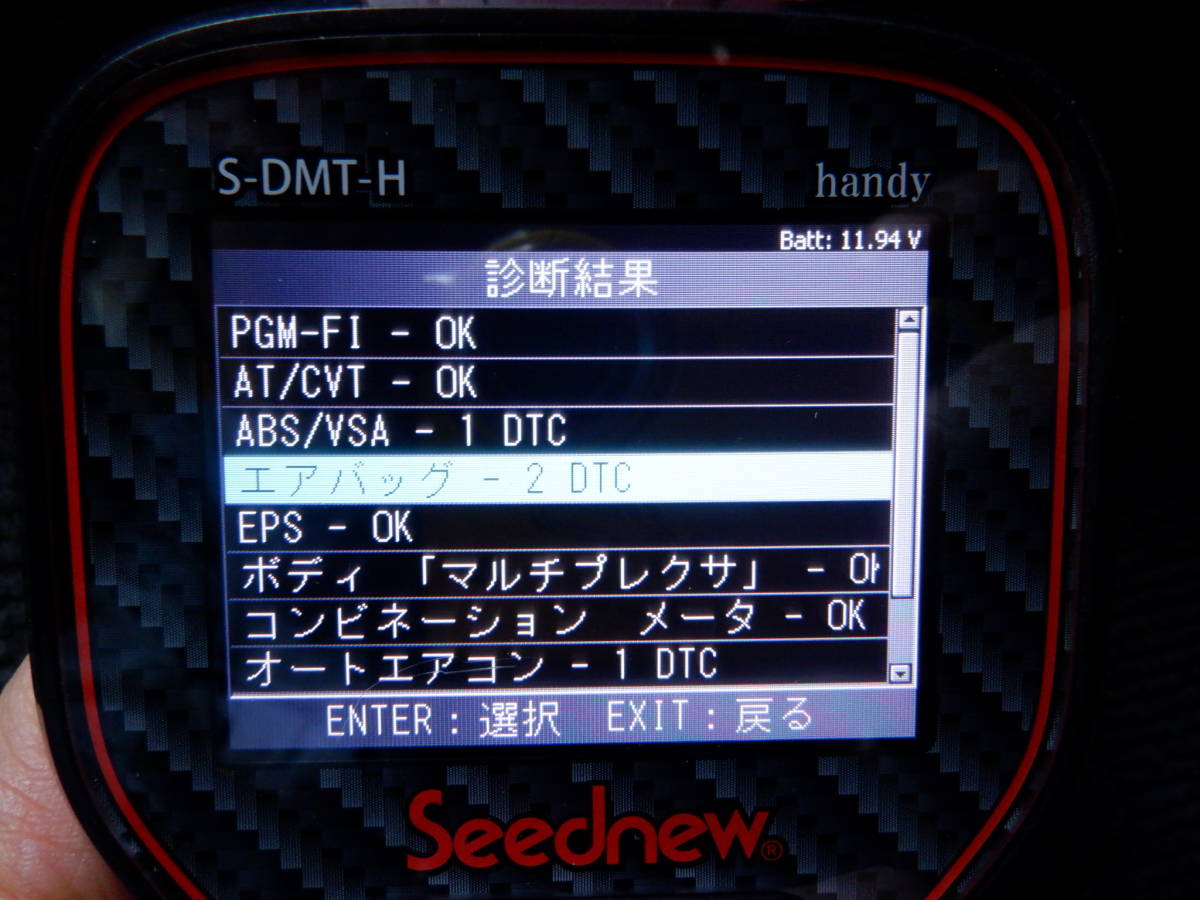 S-DMT-H handy
Batt: 11.94 V
診断結果
PGM-FI - OK
AT/CVT - OK
ABS/VSA - 1 DTC
エアバッグ - 2 DTC
EPS - OK
ボディ 「マルチプレクサ」 - OK
コンビネーション メータ - OK
オートエアコン - 1 DTC
ENTER : 選択 EXIT : 戻る
Seednew®